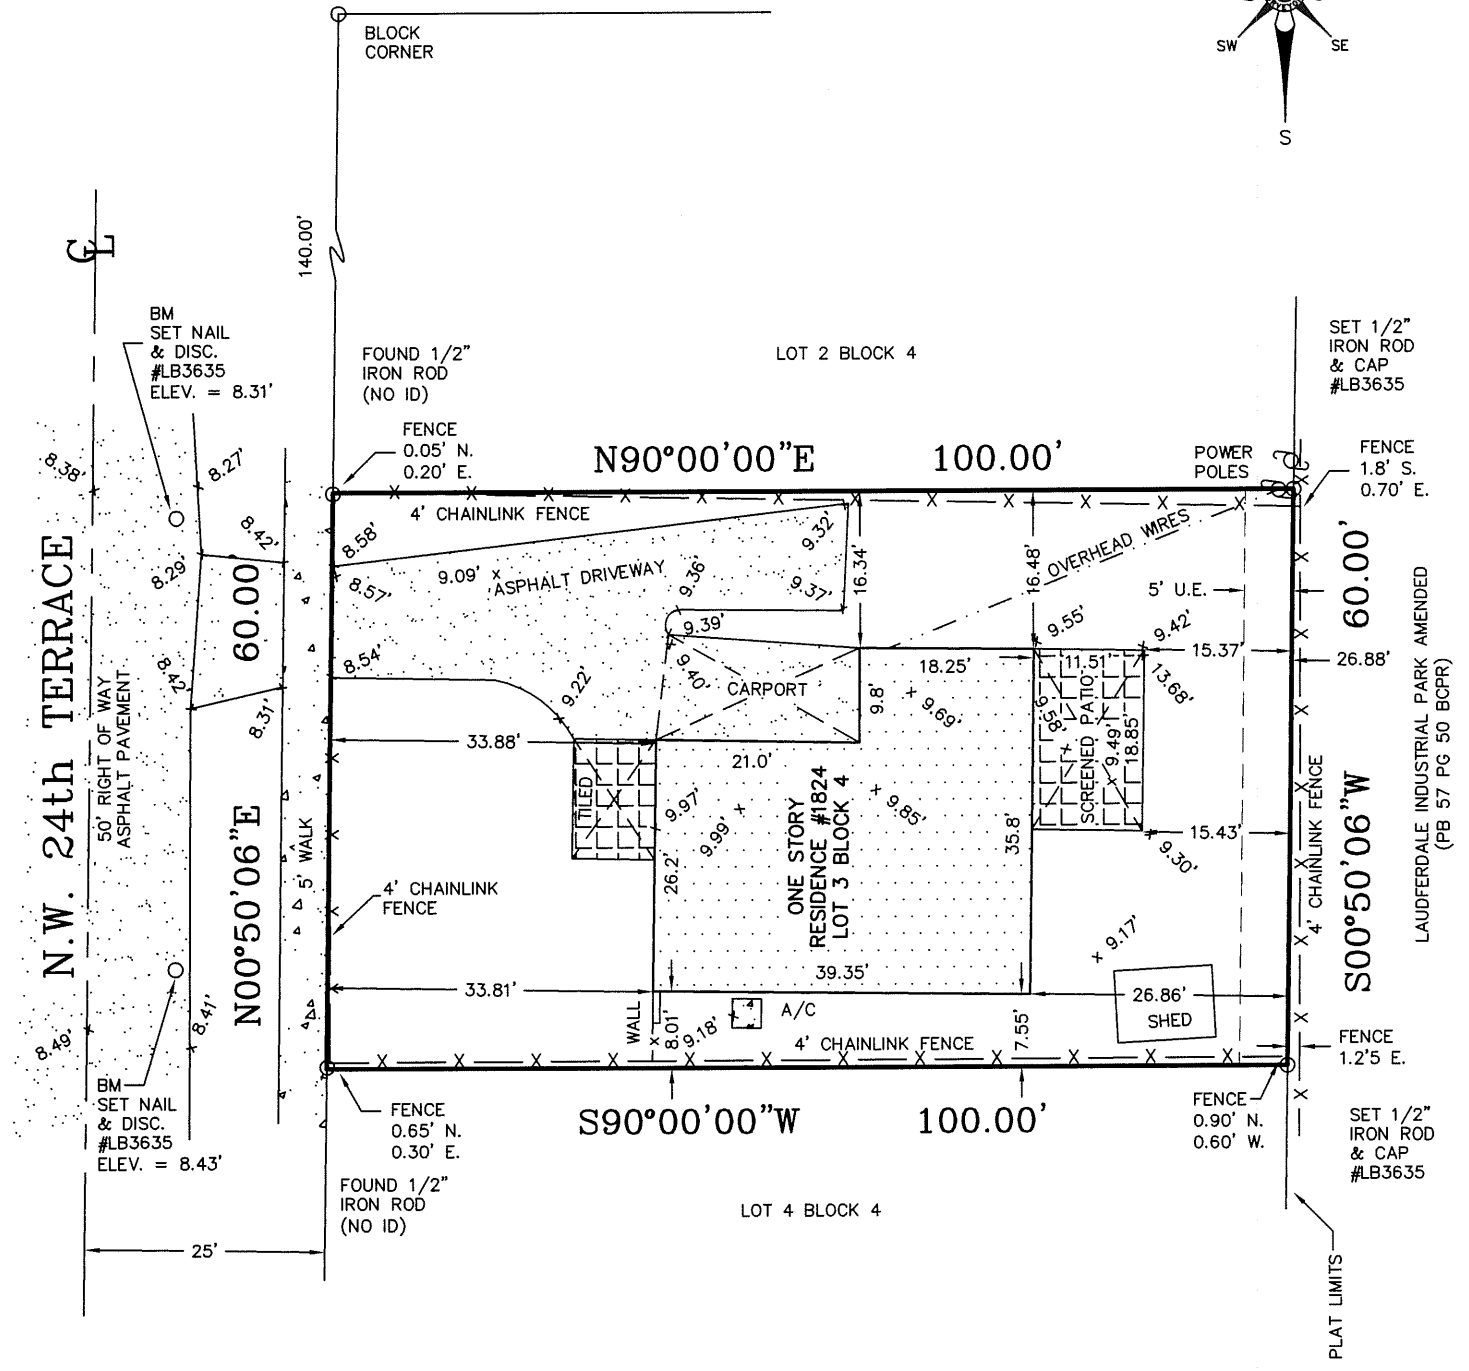 BLOCK
CORNER
SW
SE
S
140.00'
C
L
BM
SET NAIL
& DISC.
#LB3635
ELEV. = 8.31'
FOUND 1/2"
IRON ROD
(NO ID)
LOT 2 BLOCK 4
SET 1/2"
IRON ROD
& CAP
#LB3635
FENCE
0.05' N.
0.20' E.
N90°00'00"E
100.00'
POWER
POLES
FENCE
1.8' S.
0.70' E.
8.38'
8.27'
8.42'
8.29'
8.42'
8.31'
4' CHAINLINK FENCE
8.58'
8.57'
9.09'
ASPHALT DRIVEWAY
9.32'
9.36'
9.37'
9.39'
16.34'
16.48'
OVERHEAD WIRES
5' U.E.
9.55'
9.42'
15.37'
26.88'
60.00'
60.00'
8.54'
9.22'
9.40'
CARPORT
18.25'
9.8'
9.69'
11.51'
13.68'
9.58'
9.49'
SCREENED PATIO
18.85'
33.88'
21.0'
TILED
9.97'
9.99'
9.85'
ONE STORY
RESIDENCE #1824
LOT 3 BLOCK 4
26.2'
35.8'
15.43'
9.30'
N.W. 24th TERRACE
50' RIGHT OF WAY
ASPHALT PAVEMENT
N00°50'06"E
5' WALK
4' CHAINLINK
FENCE
4' CHAINLINK FENCE
S00°50'06"W
LAUDFERDALE INDUSTRIAL PARK AMENDED
(PB 57 PG 50 BCPR)
9.17'
39.35'
33.81'
26.86'
SHED
WALL
8.01'
9.18'
A/C
4' CHAINLINK FENCE
7.55'
8.41'
8.49'
FENCE
1.2'5 E.
BM
SET NAIL
& DISC.
#LB3635
ELEV. = 8.43'
FENCE
0.65' N.
0.30' E.
S90°00'00"W
100.00'
FENCE
0.90' N.
0.60' W.
SET 1/2"
IRON ROD
& CAP
#LB3635
FOUND 1/2"
IRON ROD
(NO ID)
LOT 4 BLOCK 4
25'
PLAT LIMITS